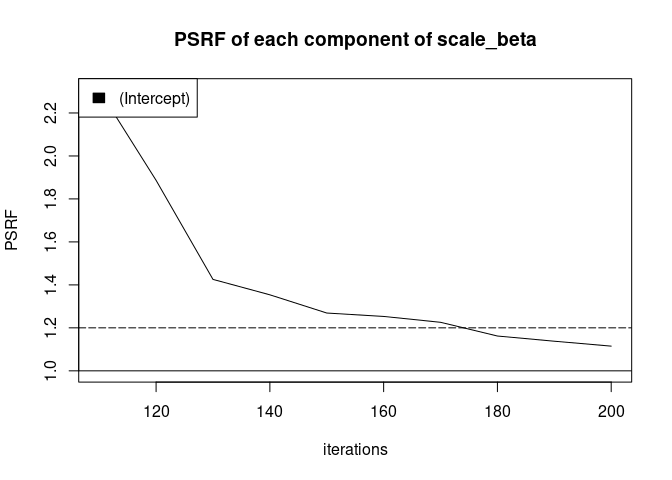 PSRF of each component of scale_beta
(Intercept)
PSRF
2.2
2.0
1.8
1.6
1.4
1.2
1.0
120 140 160 180 200
iterations